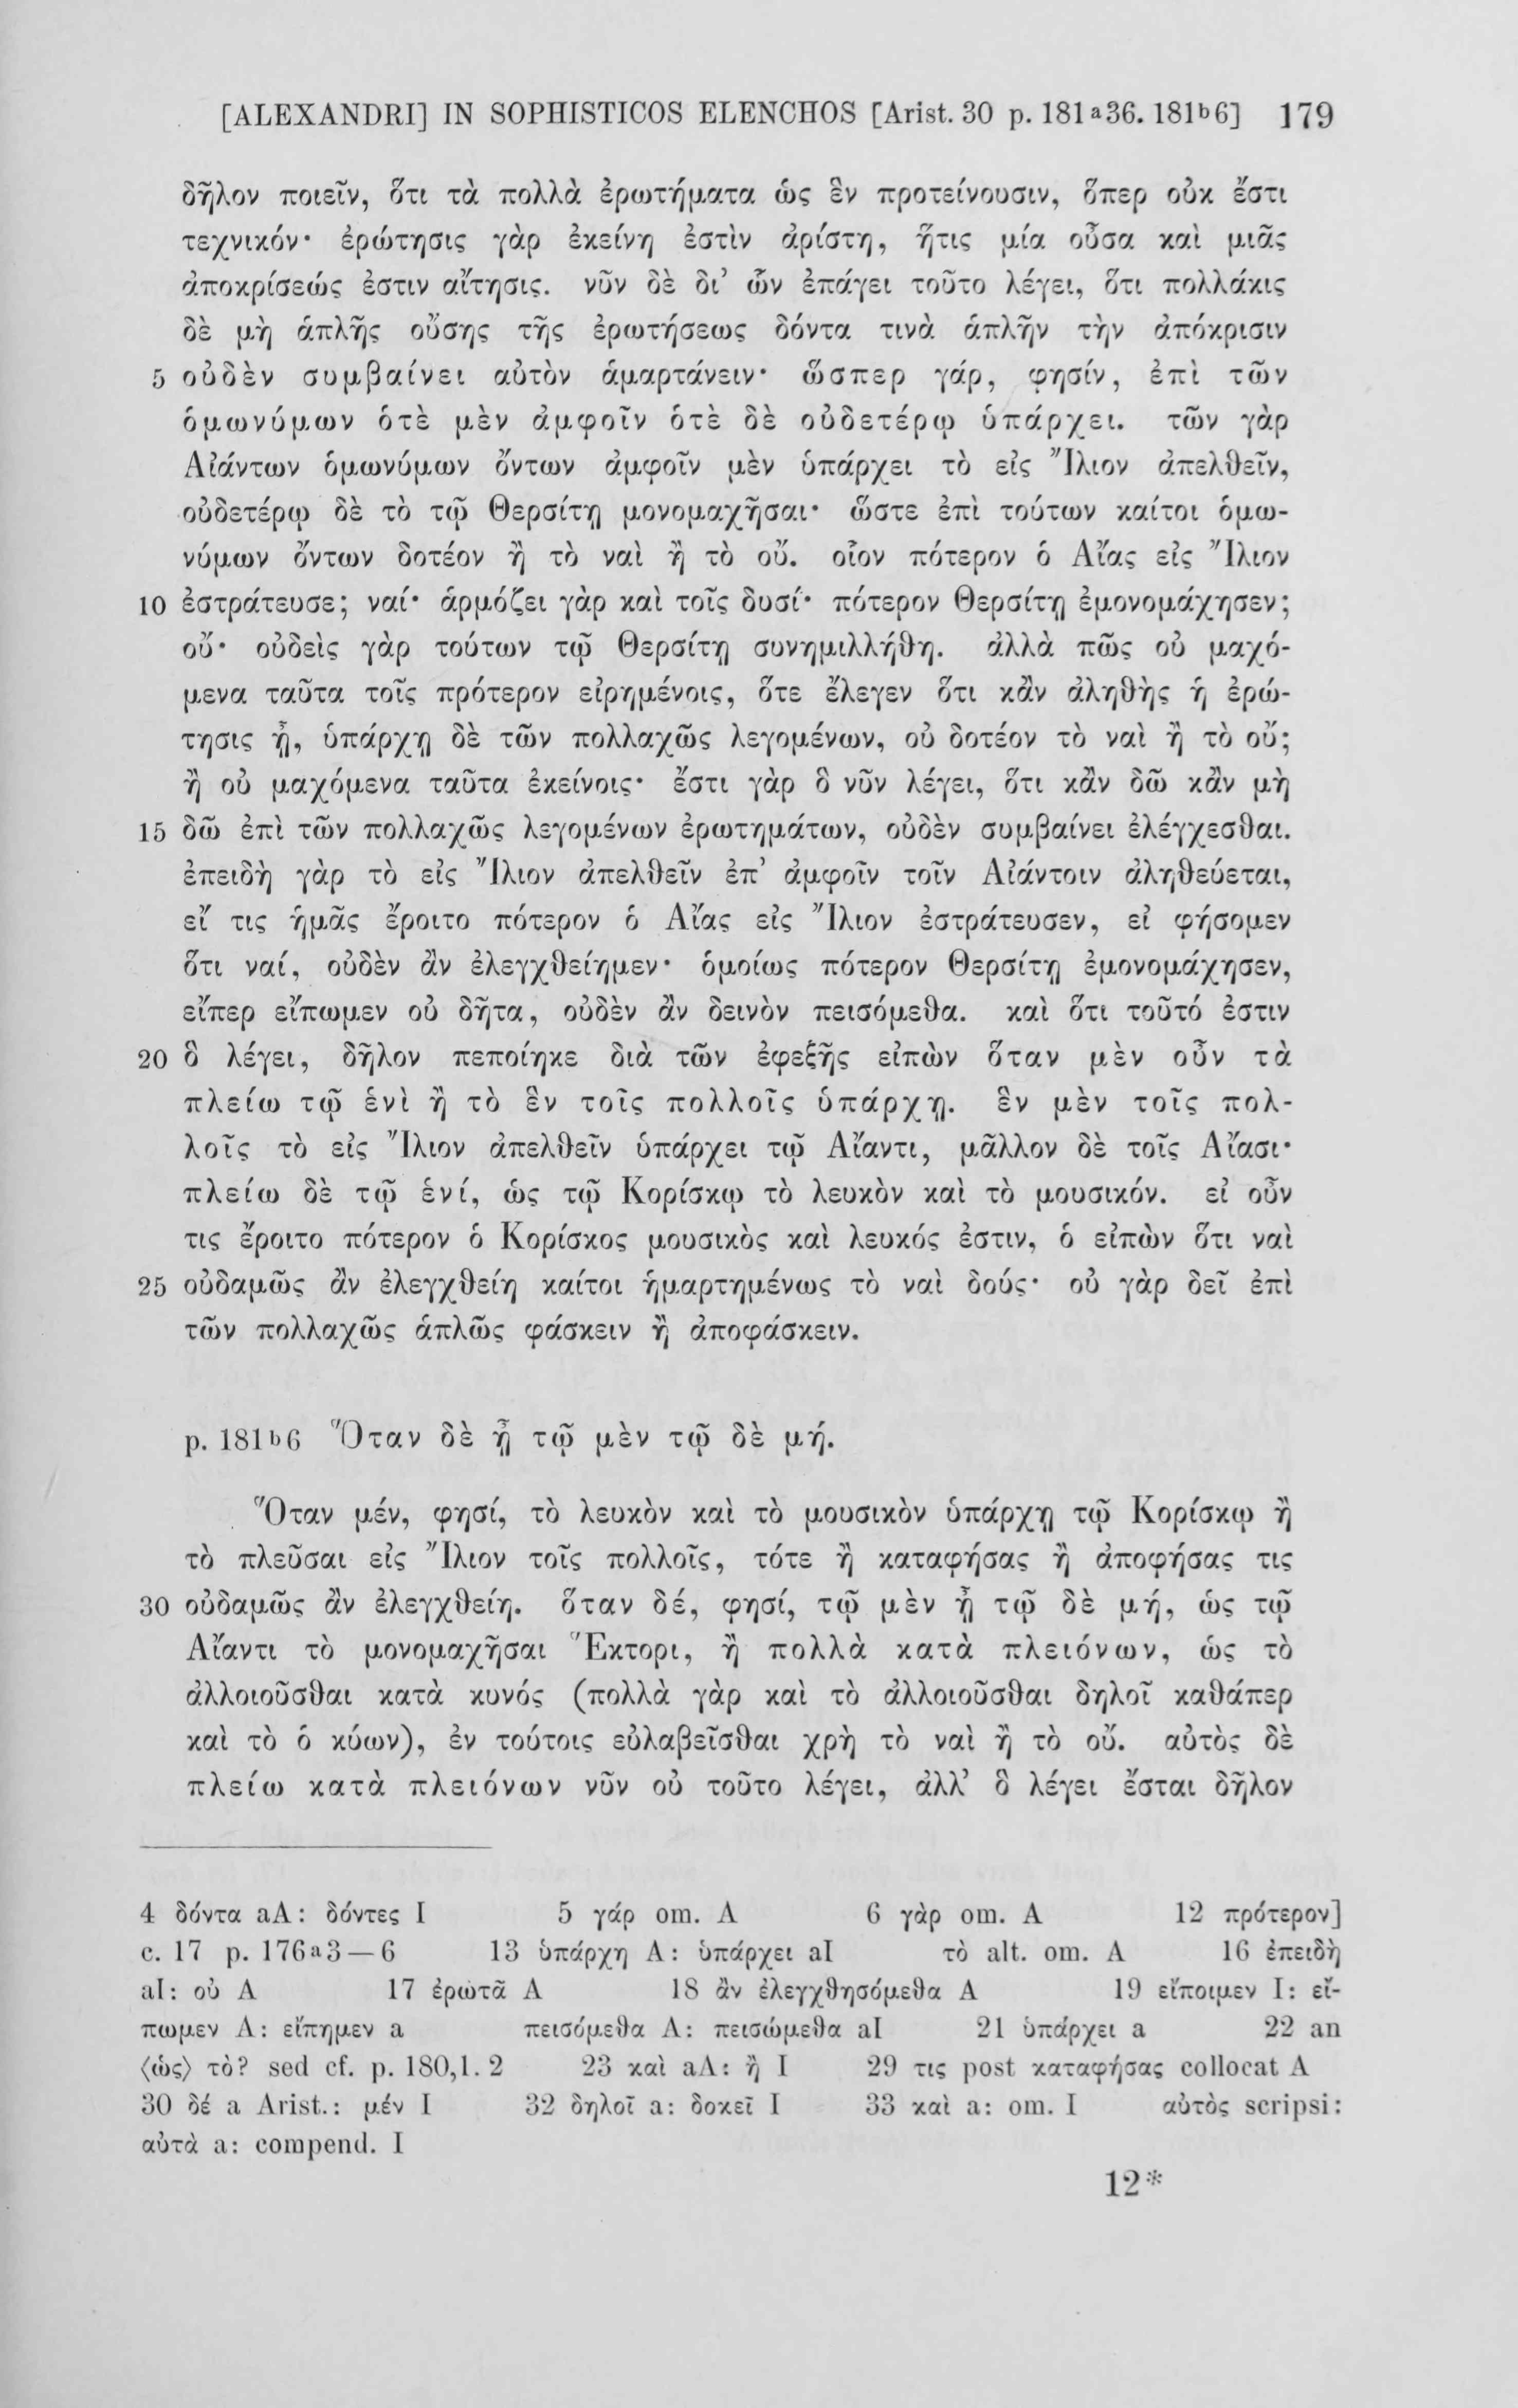 [ALEXANDRI] IN SOPHISTICOS ELENCHOS [Arist. 30 p. 181a36. 181b6] 179
δῆλον ποιεῖν, ὅτι τὰ πολλὰ ἐρωτήματα ὡς ἓν προτείνουσιν, ὅπερ οὐκ ἔστι
τεχνικόν· ἐρώτησις γὰρ ἐκείνη ἐστὶν ἀρίστη, ἥτις μία οὖσα καὶ μιᾶς
ἀποκρίσεώς ἐστιν αἴτησις. νῦν δὲ δι’ ὧν ἐπάγει τοῦτο λέγει, ὅτι πολλάκις
δὲ μὴ ἁπλῆς οὔσης τῆς ἐρωτήσεως δόντα τινὰ ἁπλῆν τὴν ἀπόκρισιν
5 οὐδὲν συμβαίνει αὐτὸν ἁμαρτάνειν· ὥσπερ γάρ, φησίν, ἐπὶ τῶν
ὁμωνύμων ὁτὲ μὲν ἀμφοῖν ὁτὲ δὲ οὐδετέρῳ ὑπάρχει. τῶν γὰρ
Αἰάντων ὁμωνύμων ὄντων ἀμφοῖν μὲν ὑπάρχει τὸ εἰς Ἴλιον ἀπελθεῖν,
οὐδετέρῳ δὲ τὸ τῷ Θερσίτῃ μονομαχῆσαι· ὥστε ἐπὶ τούτων καίτοι ὁμω-
νύμων ὄντων δοτέον ἢ τὸ ναὶ ἢ τὸ οὔ. οἷον πότερον ὁ Αἴας εἰς Ἴλιον
10 ἐστράτευσε; ναί· ἁρμόζει γὰρ καὶ τοῖς δυσί· πότερον Θερσίτῃ ἐμονομάχησεν;
οὔ· οὐδεὶς γὰρ τούτων τῷ Θερσίτῃ συνημιλλήθη. ἀλλὰ πῶς οὐ μαχό-
μενα ταῦτα τοῖς πρότερον εἰρημένοις, ὅτε ἔλεγεν ὅτι κἂν ἀληθὴς ἡ ἐρώ-
τησις ᾖ, ὑπάρχῃ δὲ τῶν πολλαχῶς λεγομένων, οὐ δοτέον τὸ ναὶ ἢ τὸ οὔ;
ἢ οὐ μαχόμενα ταῦτα ἐκείνοις· ἔστι γὰρ ὃ νῦν λέγει, ὅτι κἂν δῶ κἂν μὴ
15 δῶ ἐπὶ τῶν πολλαχῶς λεγομένων ἐρωτημάτων, οὐδὲν συμβαίνει ἐλέγχεσθαι.
ἐπειδὴ γὰρ τὸ εἰς Ἴλιον ἀπελθεῖν ἐπ’ ἀμφοῖν τοῖν Αἰάντοιν ἀληθεύεται,
εἴ τις ἡμᾶς ἔροιτο πότερον ὁ Αἴας εἰς Ἴλιον ἐστράτευσεν, εἰ φήσομεν
ὅτι ναί, οὐδὲν ἂν ἐλεγχθείημεν· ὁμοίως πότερον Θερσίτῃ ἐμονομάχησεν,
εἴπερ εἴπωμεν οὐ δῆτα, οὐδὲν ἂν δεινὸν πεισόμεθα. καὶ ὅτι τοῦτό ἐστιν
20 ὃ λέγει, δῆλον πεποίηκε διὰ τῶν ἐφεξῆς εἰπὼν ὅταν μὲν οὖν τὰ
πλείω τῷ ἑνὶ ἢ τὸ ἓν τοῖς πολλοῖς ὑπάρχῃ. ἓν μὲν τοῖς πολ-
λοῖς τὸ εἰς Ἴλιον ἀπελθεῖν ὑπάρχει τῷ Αἴαντι, μᾶλλον δὲ τοῖς Αἴασι·
πλείω δὲ τῷ ἑνί, ὡς τῷ Κορίσκῳ τὸ λευκὸν καὶ τὸ μουσικόν. εἰ οὖν
τις ἔροιτο πότερον ὁ Κορίσκος μουσικὸς καὶ λευκός ἐστιν, ὁ εἰπὼν ὅτι ναὶ
25 οὐδαμῶς ἂν ἐλεγχθείη καίτοι ἡμαρτημένως τὸ ναὶ δούς· οὐ γὰρ δεῖ ἐπὶ
τῶν πολλαχῶς ἁπλῶς φάσκειν ἢ ἀποφάσκειν.
p. 181b6 Ὅταν δὲ ᾖ τῷ μὲν τῷ δὲ μή.
Ὅταν μέν, φησί, τὸ λευκὸν καὶ τὸ μουσικὸν ὑπάρχῃ τῷ Κορίσκῳ ἢ
τὸ πλεῦσαι εἰς Ἴλιον τοῖς πολλοῖς, τότε ἢ καταφήσας ἢ ἀποφήσας τις
30 οὐδαμῶς ἂν ἐλεγχθείη. ὅταν δέ, φησί, τῷ μὲν ᾖ τῷ δὲ μή, ὡς τῷ
Αἴαντι τὸ μονομαχῆσαι Ἕκτορι, ἢ πολλὰ κατὰ πλειόνων, ὡς τὸ
ἀλλοιοῦσθαι κατὰ κυνός (πολλὰ γὰρ καὶ τὸ ἀλλοιοῦσθαι δηλοῖ καθάπερ
καὶ τὸ ὁ κύων), ἐν τούτοις εὐλαβεῖσθαι χρὴ τὸ ναὶ ἢ τὸ οὔ. αὐτὸς δὲ
πλείω κατὰ πλειόνων νῦν οὐ τοῦτο λέγει, ἀλλ’ ὃ λέγει ἔσται δῆλον
4 δόντα aA: δόντες I 5 γάρ om. A 6 γὰρ om. A 12 πρότερον]
c. 17 p. 176a3—6 13 ὑπάρχη A: ὑπάρχει aI τὸ alt. om. A 16 ἐπειδὴ
aI: οὐ A 17 ἐρωτᾶ A 18 ἂν ἐλεγχθησόμεθα A 19 εἴποιμεν I: εἴ-
πωμεν A: εἴπημεν a πεισόμεθα A: πεισώμεθα aI 21 ὑπάρχει a 22 an
⟨ὡς⟩ τὸ? sed cf. p. 180,1. 2 23 καὶ aA: ἢ I 29 τις post καταφήσας collocat A
30 δέ a Arist.: μέν I 32 δηλοῖ a: δοκεῖ I 33 καὶ a: om. I αὐτὸς scripsi:
αὐτὰ a: compend. I
12*